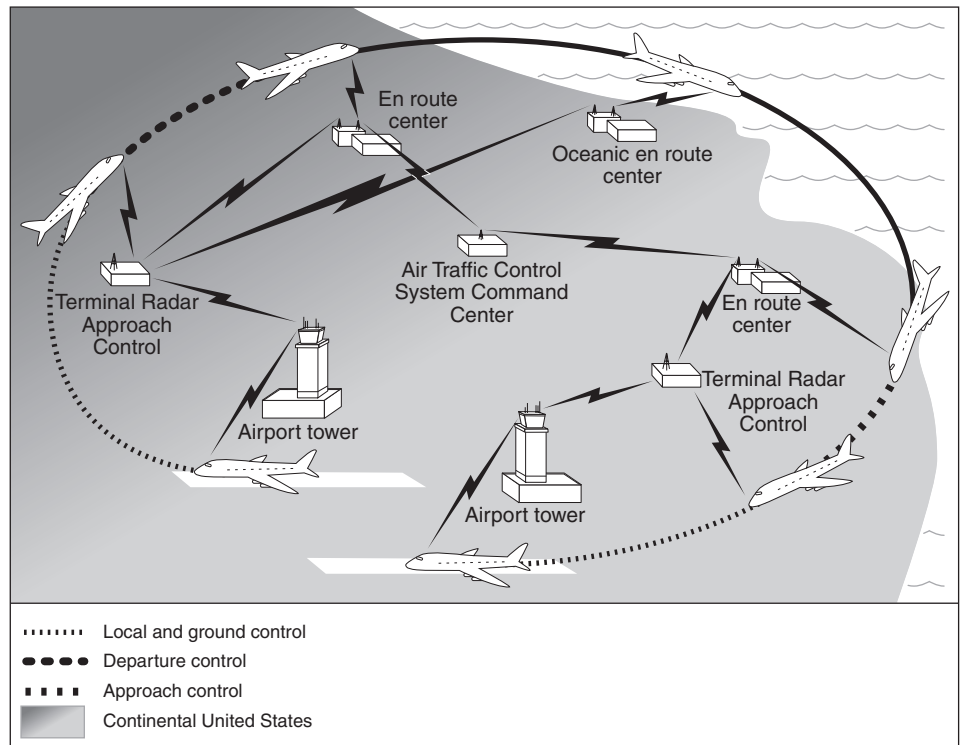 En route
center
Oceanic en route
center
Air Traffic Control
System Command
Center
Terminal Radar
Approach
Control
En route
center
Terminal Radar
Approach
Control
Airport tower
Airport tower
Local and ground control
Departure control
Approach control
Continental United States